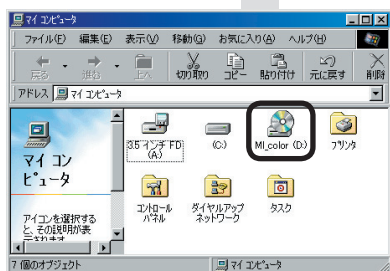 マイ コンピュータ
ファイル(F) 編集(E) 表示(V) 移動(G) お気に入り(A) ヘルプ(H)
戻る 進む 上へ 切り取り コピー 貼り付け 元に戻す 削除
アドレス マイ コンピュータ
マイ コン
ピュータ
アイコンを選択する
と、その説明が表
示されます
3.5 インチ FD
(A:)
(C:)
MI_color (D:)
プリンタ
コントロール
パネル
ダイヤルアップ
ネットワーク
タスク
7 個のオブジェクト
マイ コンピュータ